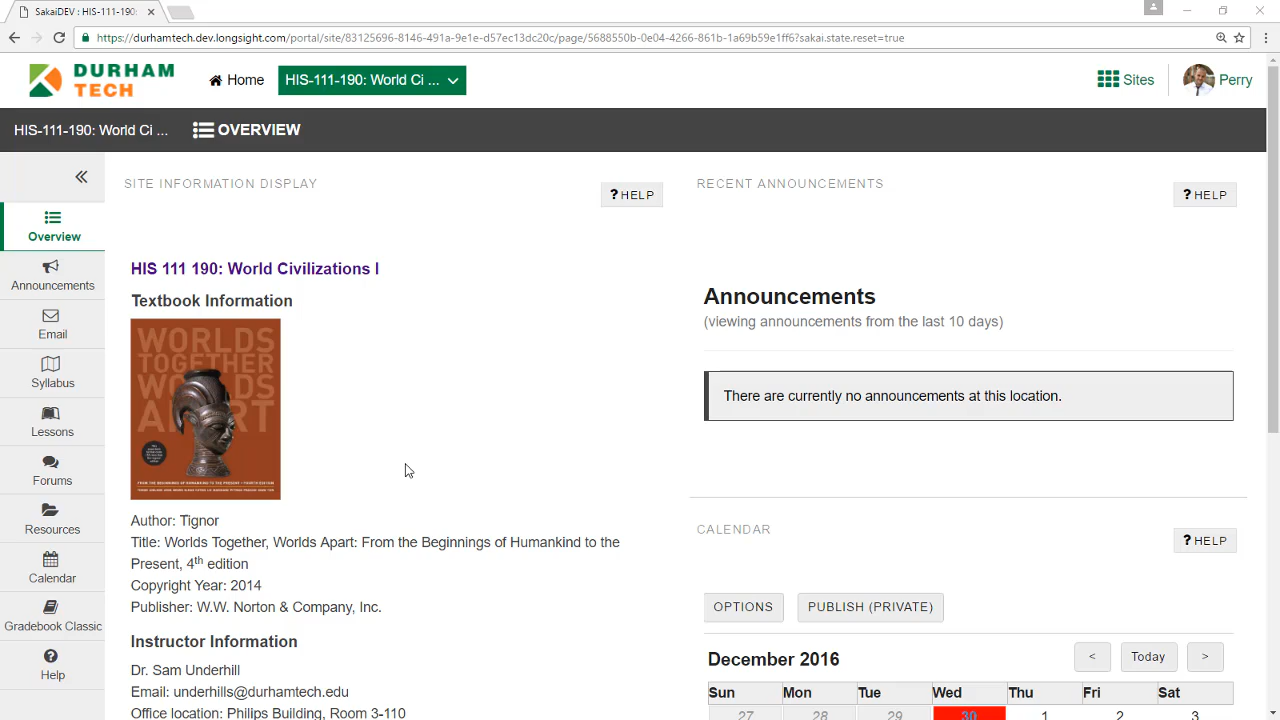 SakaiDEV : HIS-111-190:
https://durhamtech.dev.longsight.com/portal/site/83125696-8146-491a-9e1e-d57ec13dc20c/page/5688550b-0e04-4266-861b-1a69b59e1ff6?sakai.state.reset=true
DURHAM
TECH
Home
HIS-111-190: World Ci ...
Sites
Perry
HIS-111-190: World Ci ...
OVERVIEW
Overview
Announcements
Email
Syllabus
Lessons
Forums
Resources
Calendar
Gradebook Classic
Help
SITE INFORMATION DISPLAY
? HELP
HIS 111 190: World Civilizations I
Textbook Information
WORLDS
TOGETHER
WORLDS
APART
Author: Tignor
Title: Worlds Together, Worlds Apart: From the Beginnings of Humankind to the
Present, 4th edition
Copyright Year: 2014
Publisher: W.W. Norton & Company, Inc.
Instructor Information
Dr. Sam Underhill
Email: underhills@durhamtech.edu
Office location: Philips Building, Room 3-110
RECENT ANNOUNCEMENTS
? HELP
Announcements
(viewing announcements from the last 10 days)
There are currently no announcements at this location.
CALENDAR
? HELP
OPTIONS
PUBLISH (PRIVATE)
December 2016
< Today >
Sun Mon Tue Wed Thu Fri Sat
27 28 29 30 1 2 3